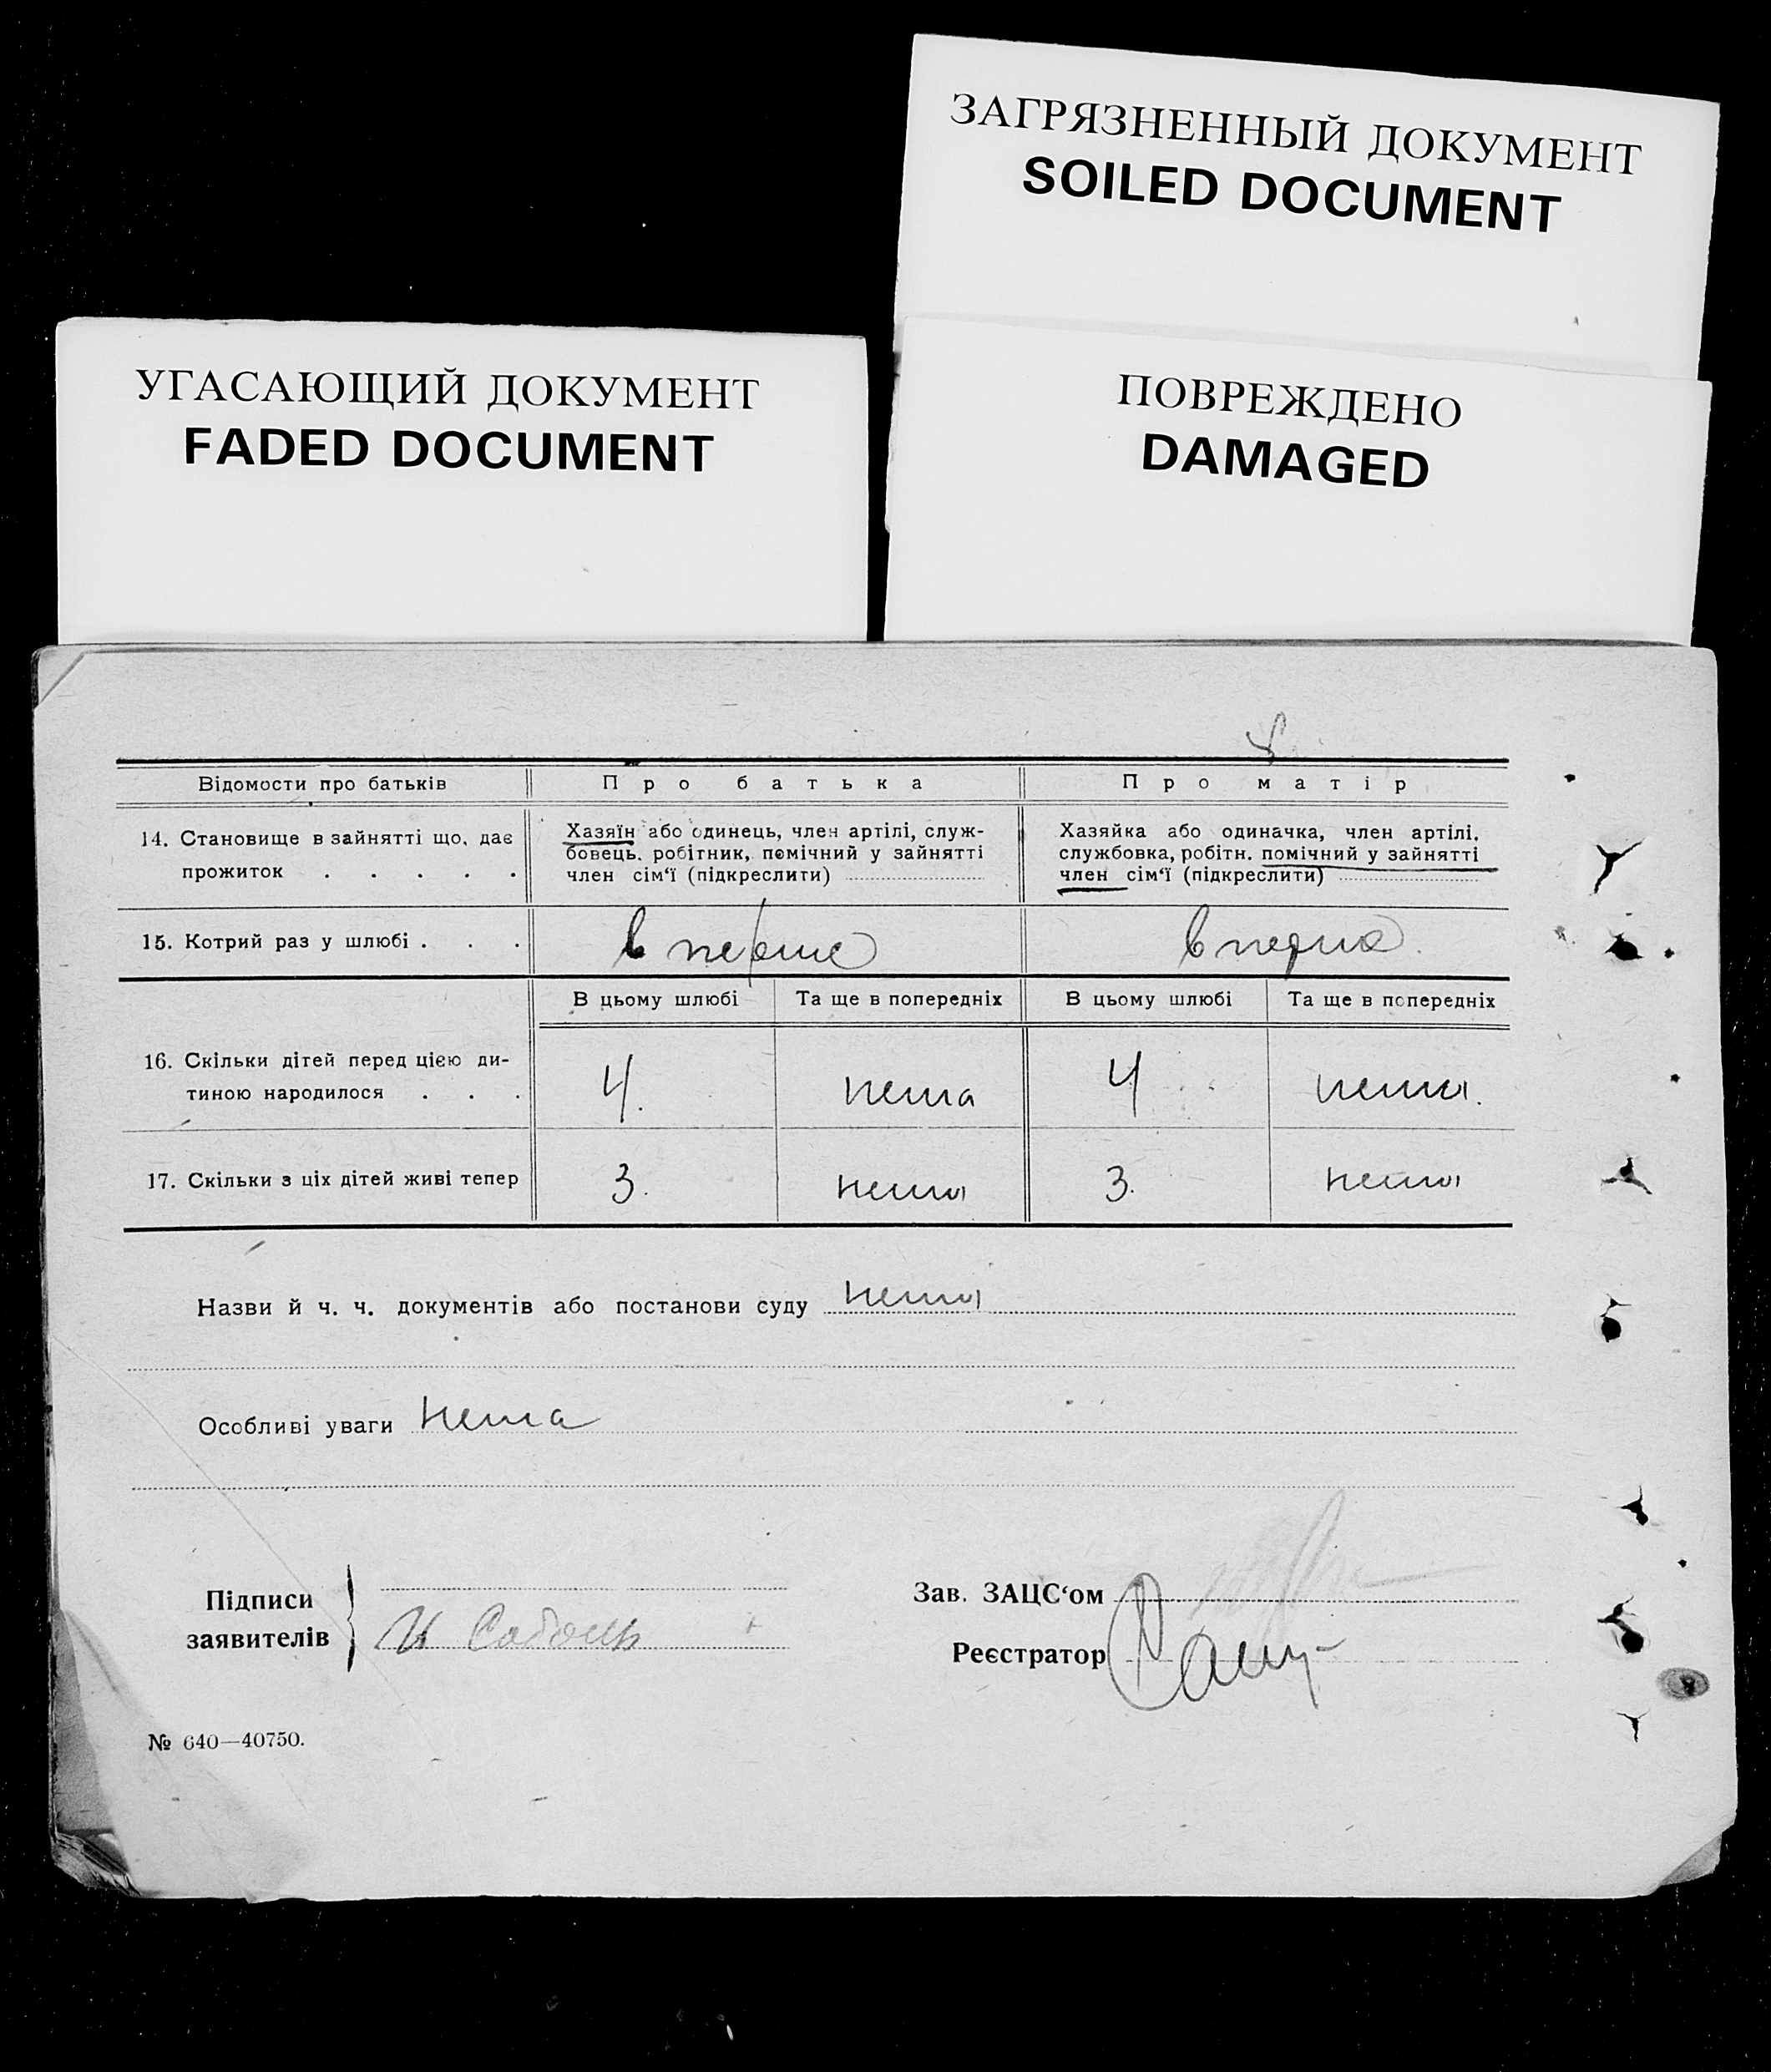 ЗАГРЯЗНЕННЫЙ ДОКУМЕНТ
SOILED DOCUMENT
УГАСАЮЩИЙ ДОКУМЕНТ
FADED DOCUMENT
ПОВРЕЖДЕНО
DAMAGED
Відомости про батьків
Про батька
Про матір
14. Становище в зайнятті що, дає
прожиток . . . . .
Хазяїн або одинець, член артілі, служ-
бовець. робітник, помічний у зайнятті
член сім‘ї (підкреслити)
Хазяйка або одиначка, член артілі,
службовка, робітн. помічний у зайнятті
член сім‘ї (підкреслити)
15. Котрий раз у шлюбі . . .
в перше
в перше
В цьому шлюбі
Та ще в попередніх
В цьому шлюбі
Та ще в попередніх
16. Скільки дітей перед цією ди-
тиною народилося . . .
4.
нема
4
нема.
17. Скільки з ціх дітей живі тепер
3.
нема
3.
нема
Назви й ч. ч. документів або постанови суду нема
Особливі уваги нема
Підписи
заявителів
И
Зав. ЗАЦС‘ом
Реєстратор
№ 640—40750.